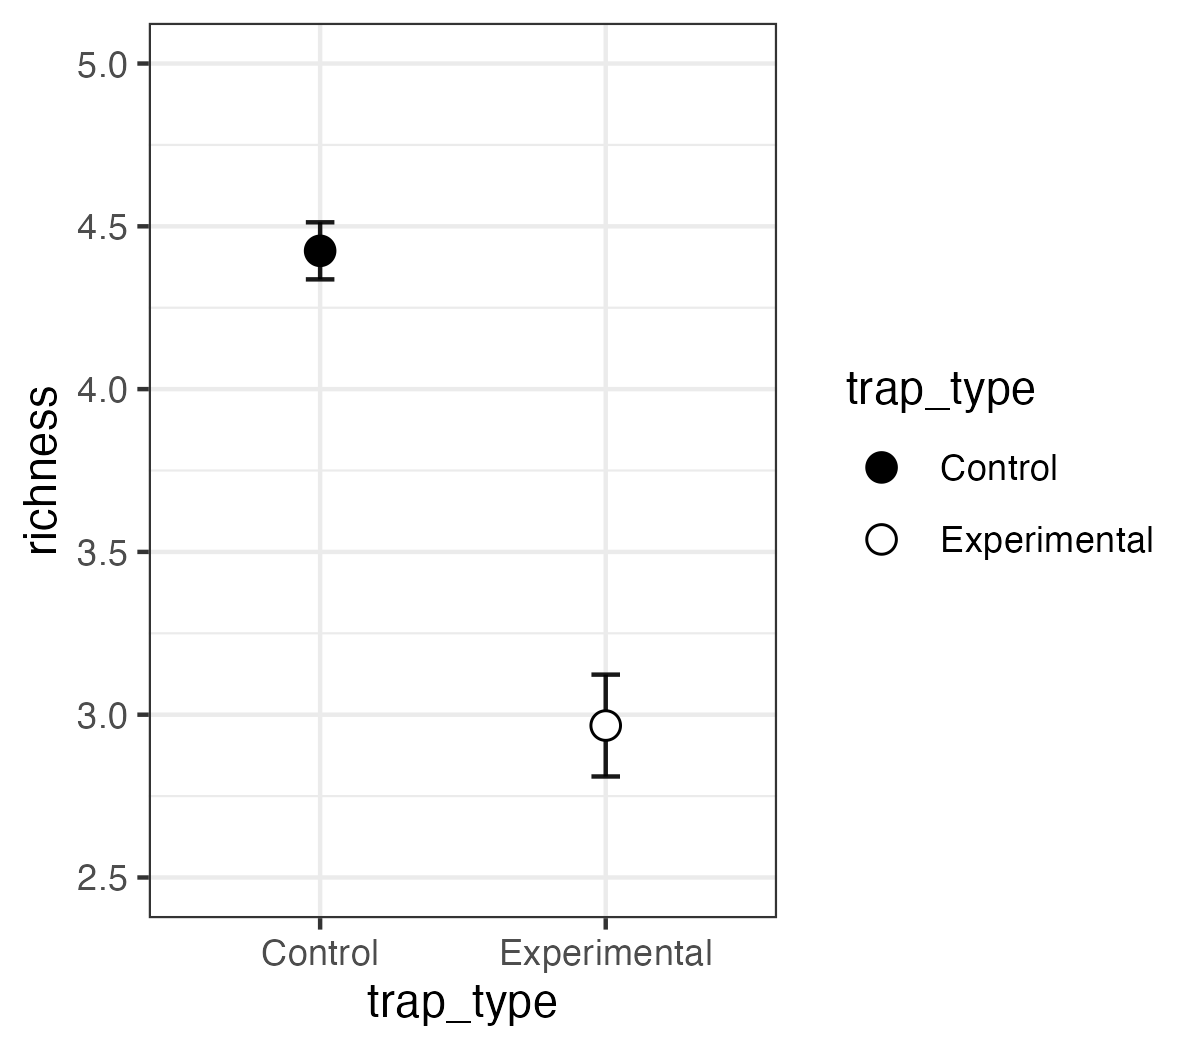 5.0
4.5
4.0
3.5
3.0
2.5
richness
Control
Experimental
trap_type
trap_type
Control
Experimental